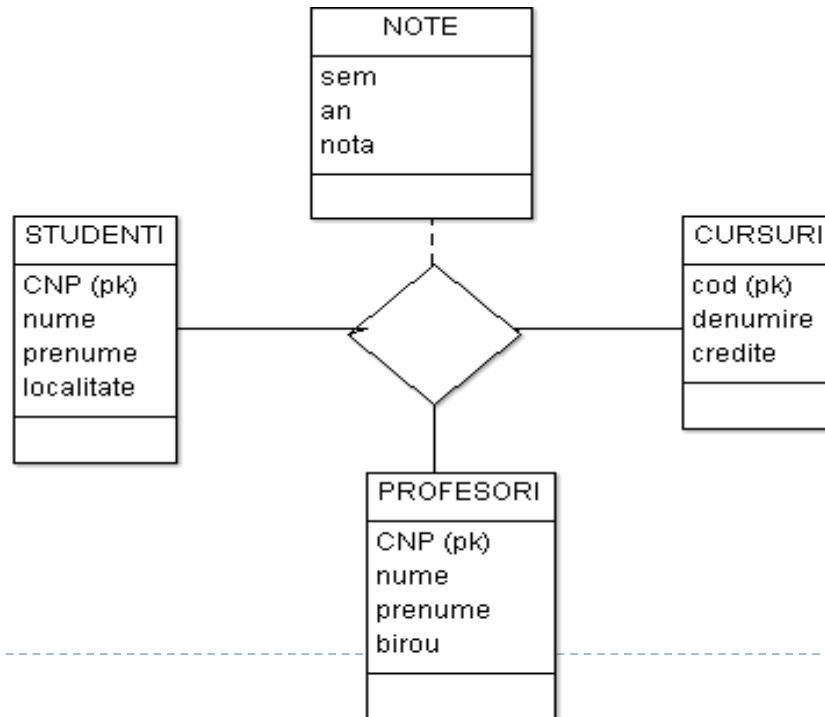 NOTE
sem
an
nota
STUDENTI
CNP (pk)
nume
prenume
localitate
CURSURI
cod (pk)
denumire
credite
PROFESORI
CNP (pk)
nume
prenume
birou